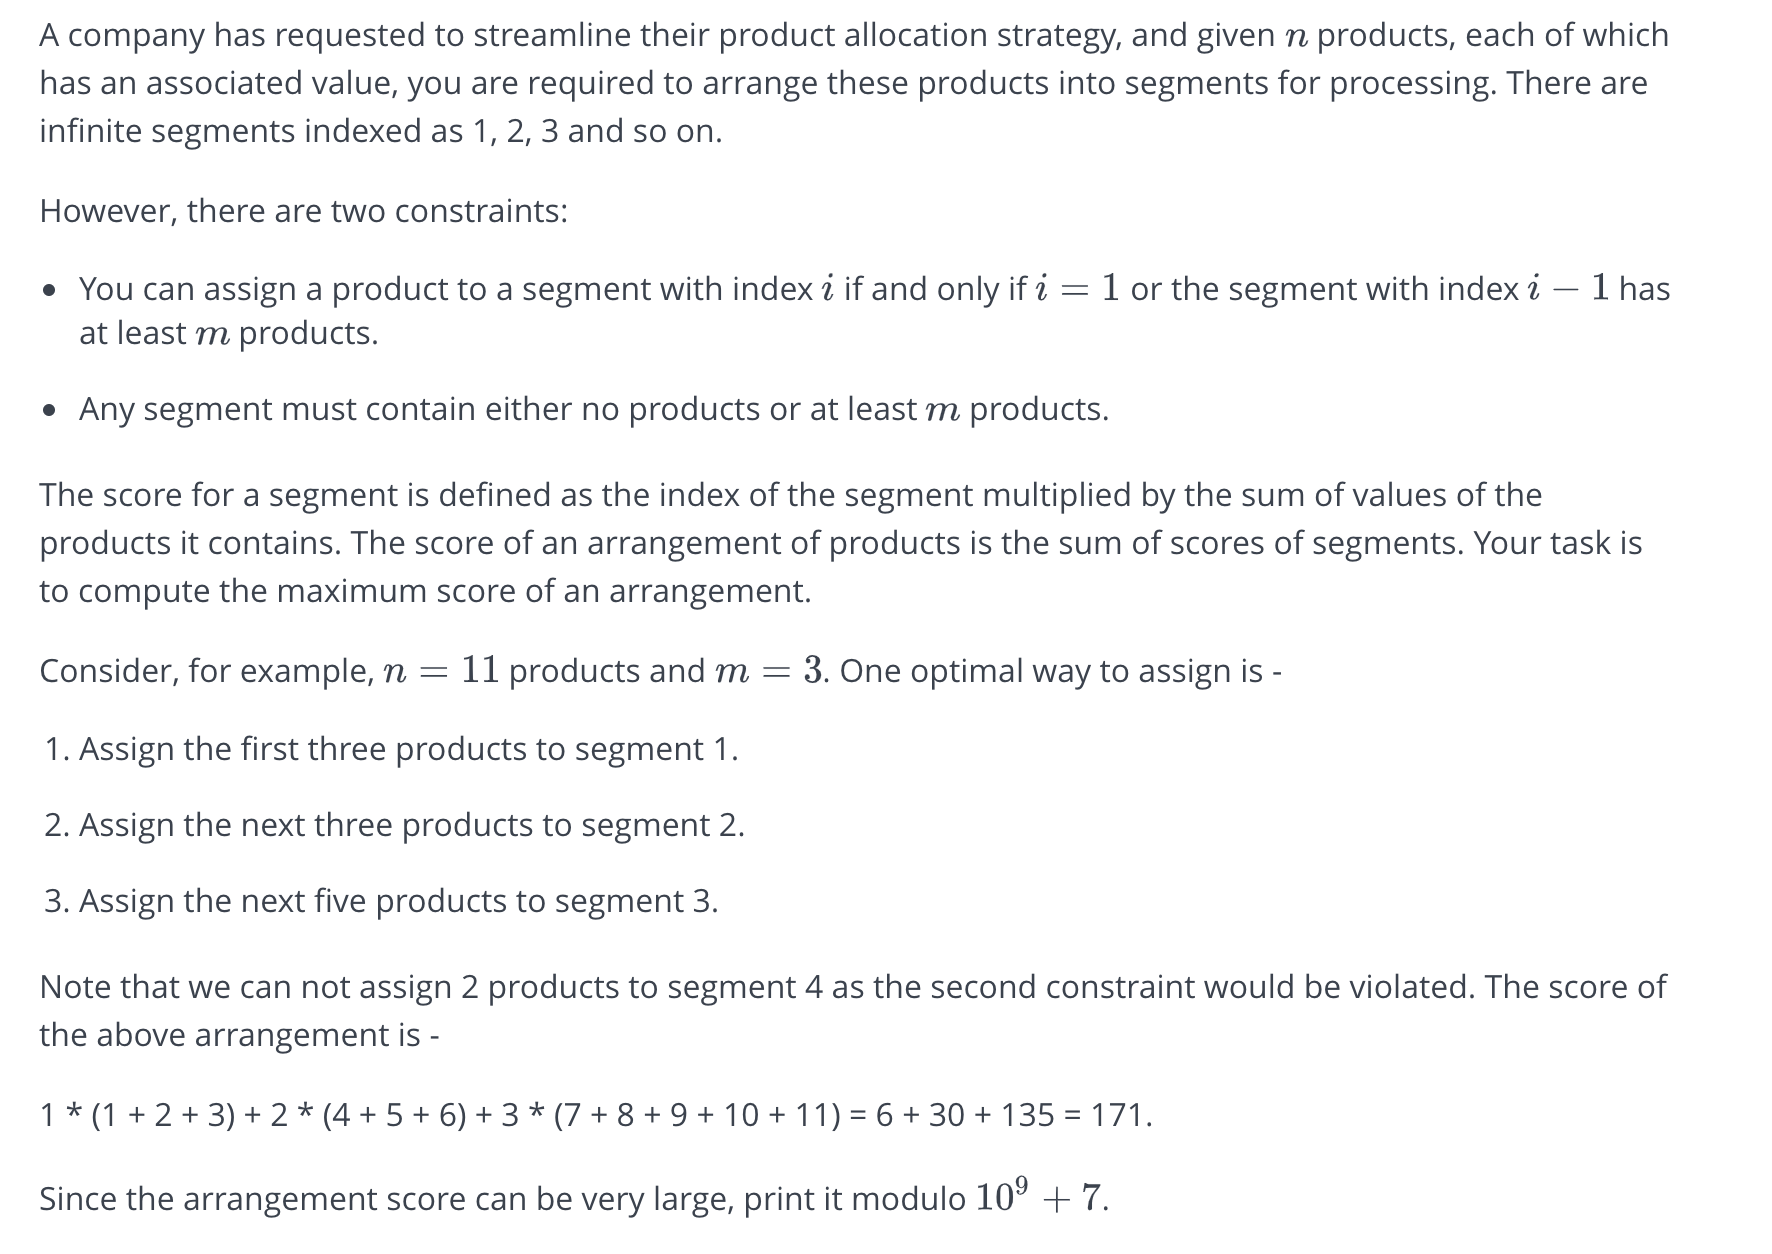 A company has requested to streamline their product allocation strategy, and given n products, each of which
has an associated value, you are required to arrange these products into segments for processing. There are
infinite segments indexed as 1, 2, 3 and so on.
However, there are two constraints:
• You can assign a product to a segment with index i if and only if i = 1 or the segment with index i − 1 has
at least m products.
• Any segment must contain either no products or at least m products.
The score for a segment is defined as the index of the segment multiplied by the sum of values of the
products it contains. The score of an arrangement of products is the sum of scores of segments. Your task is
to compute the maximum score of an arrangement.
Consider, for example, n = 11 products and m = 3. One optimal way to assign is -
1. Assign the first three products to segment 1.
2. Assign the next three products to segment 2.
3. Assign the next five products to segment 3.
Note that we can not assign 2 products to segment 4 as the second constraint would be violated. The score of
the above arrangement is -
1 * (1 + 2 + 3) + 2 * (4 + 5 + 6) + 3 * (7 + 8 + 9 + 10 + 11) = 6 + 30 + 135 = 171.
Since the arrangement score can be very large, print it modulo 10⁹ + 7.